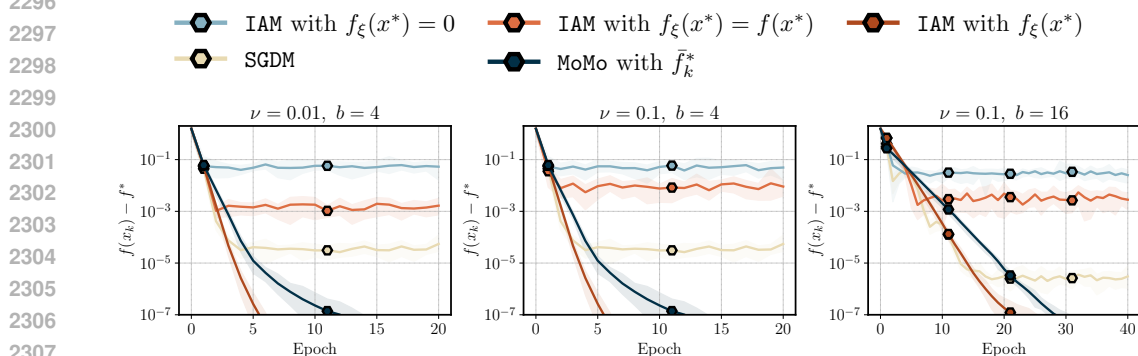 2296
2297
2298
2299
2300
2301
2302
2303
2304
2305
2306
2307
IAM with f_ξ(x*) = 0
IAM with f_ξ(x*) = f(x*)
IAM with f_ξ(x*)
SGDM
MoMo with f̄*_k
ν = 0.01, b = 4
f(x_k) − f*
10⁻¹
10⁻³
10⁻⁵
10⁻⁷
0 5 10 15 20
Epoch
ν = 0.1, b = 4
f(x_k) − f*
10⁻¹
10⁻³
10⁻⁵
10⁻⁷
0 5 10 15 20
Epoch
ν = 0.1, b = 16
f(x_k) − f*
10⁻¹
10⁻³
10⁻⁵
10⁻⁷
0 10 20 30 40
Epoch